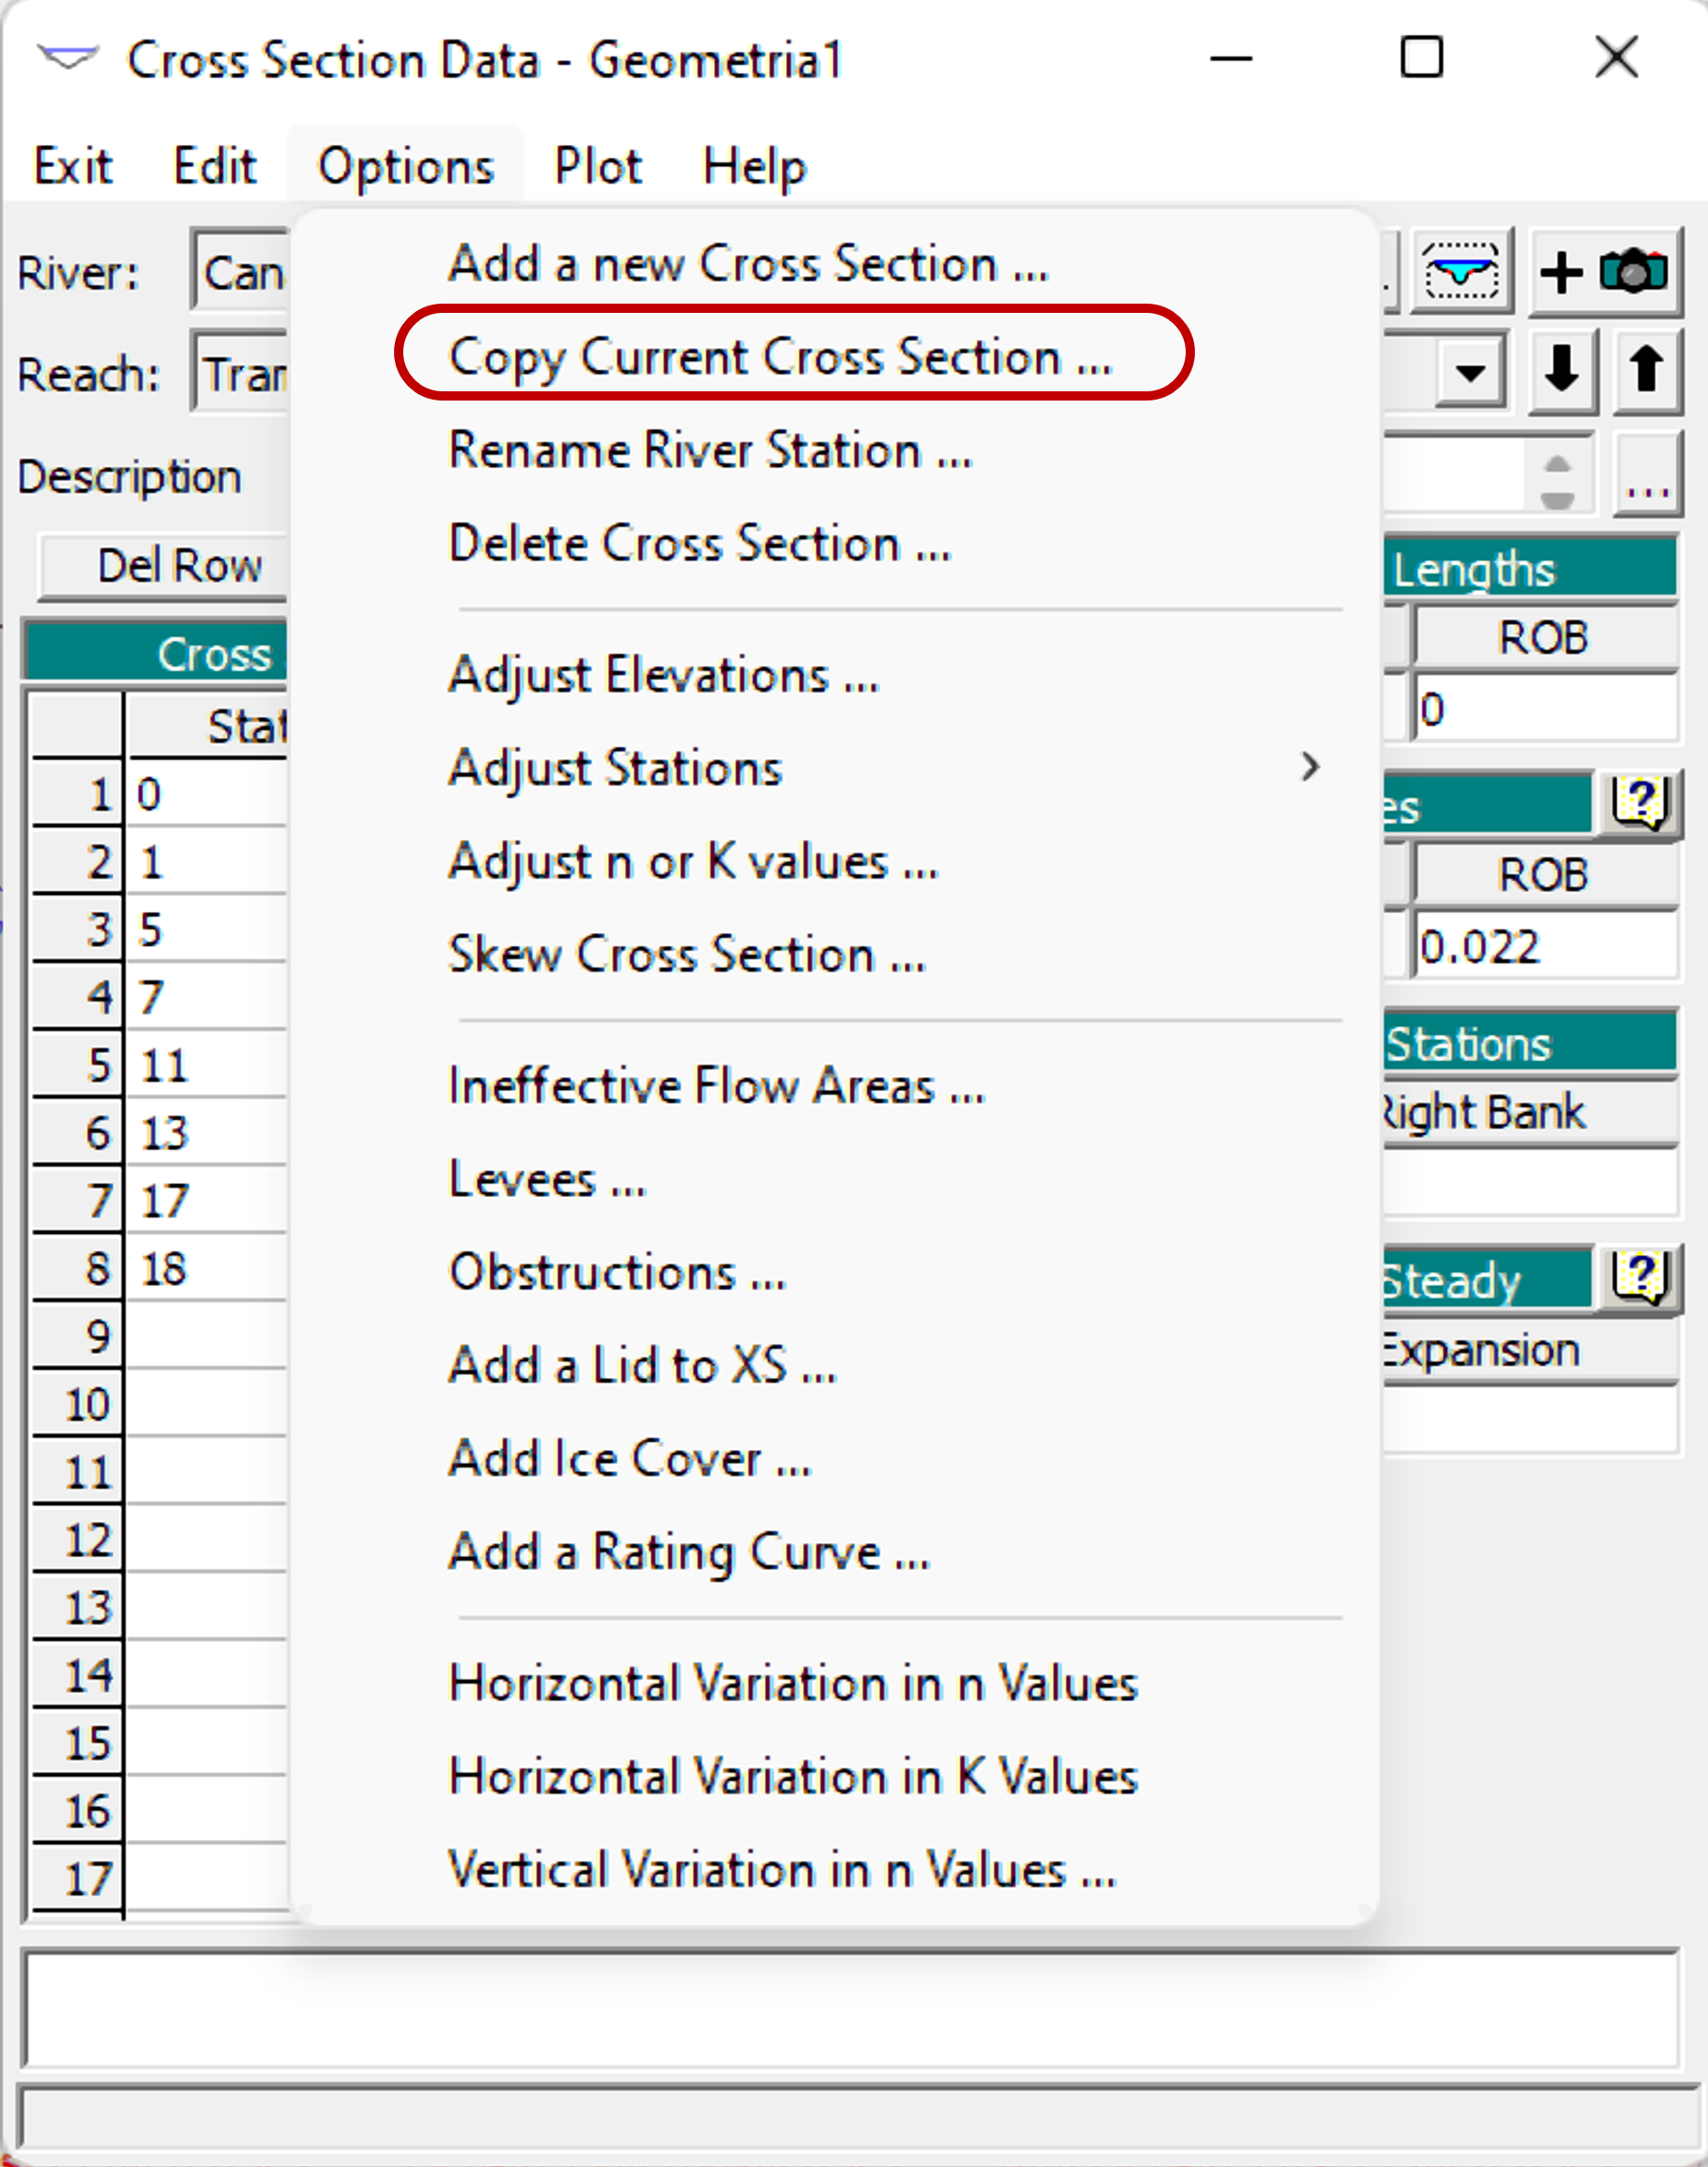 Cross Section Data - Geometria1
Exit Edit Options Plot Help
River: Can
Reach: Tran
Description
...
Del Row
Cross
Stat
1 0
2 1
3 5
4 7
5 11
6 13
7 17
8 18
9
10
11
12
13
14
15
16
17
Add a new Cross Section ...
Copy Current Cross Section ...
Rename River Station ...
Delete Cross Section ...
Adjust Elevations ...
Adjust Stations
Adjust n or K values ...
Skew Cross Section ...
Ineffective Flow Areas ...
Levees ...
Obstructions ...
Add a Lid to XS ...
Add Ice Cover ...
Add a Rating Curve ...
Horizontal Variation in n Values
Horizontal Variation in K Values
Vertical Variation in n Values ...
Lengths
ROB
0
es ?
ROB
0.022
Stations
Right Bank
Steady ?
Expansion